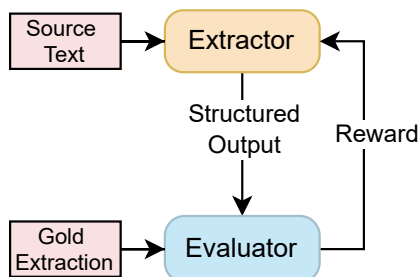 Source
Text
Extractor
Structured
Output
Reward
Gold
Extraction
Evaluator